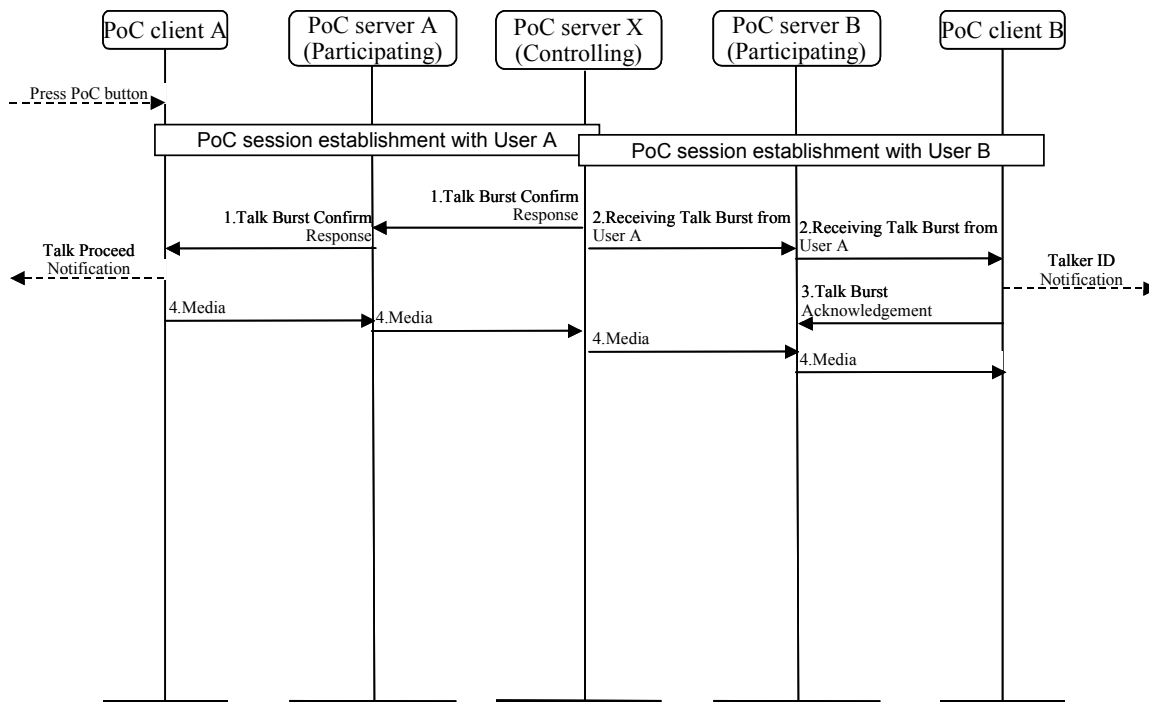 PoC client A
PoC server A
(Participating)
PoC server X
(Controlling)
PoC server B
(Participating)
PoC client B
Press PoC button
PoC session establishment with User A
PoC session establishment with User B
1.Talk Burst Confirm
Response
1.Talk Burst Confirm
Response
2.Receiving Talk Burst from
User A
2.Receiving Talk Burst from
User A
Talk Proceed
Notification
Talker ID
Notification
3.Talk Burst
Acknowledgement
4.Media
4.Media
4.Media
4.Media